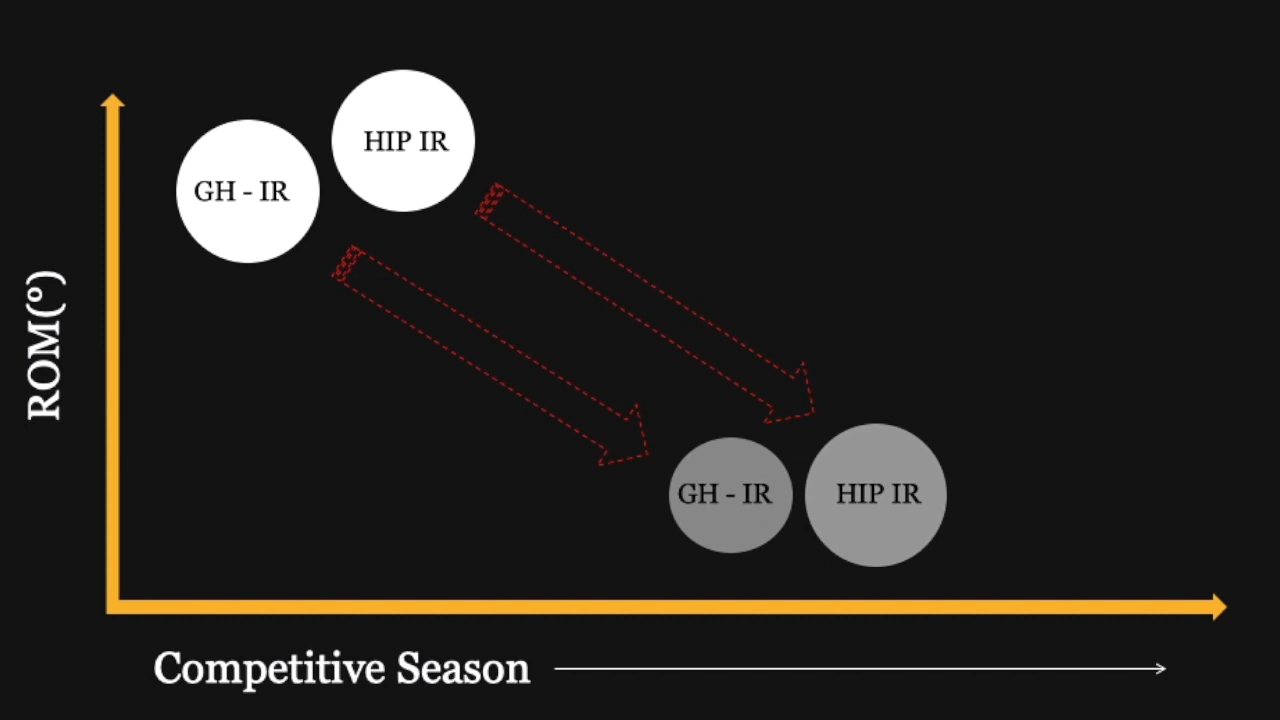 HIP IR
GH - IR
ROM(º)
GH - IR
HIP IR
Competitive Season